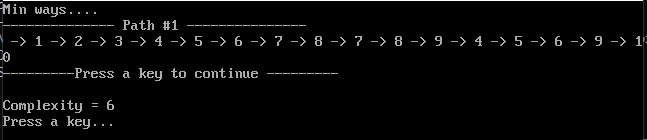 Min ways....
-------------- Path #1 ---------------
-> 1 -> 2 -> 3 -> 4 -> 5 -> 6 -> 7 -> 8 -> 7 -> 8 -> 9 -> 4 -> 5 -> 6 -> 9 -> 1
0
---------Press a key to continue ---------
Complexity = 6
Press a key...